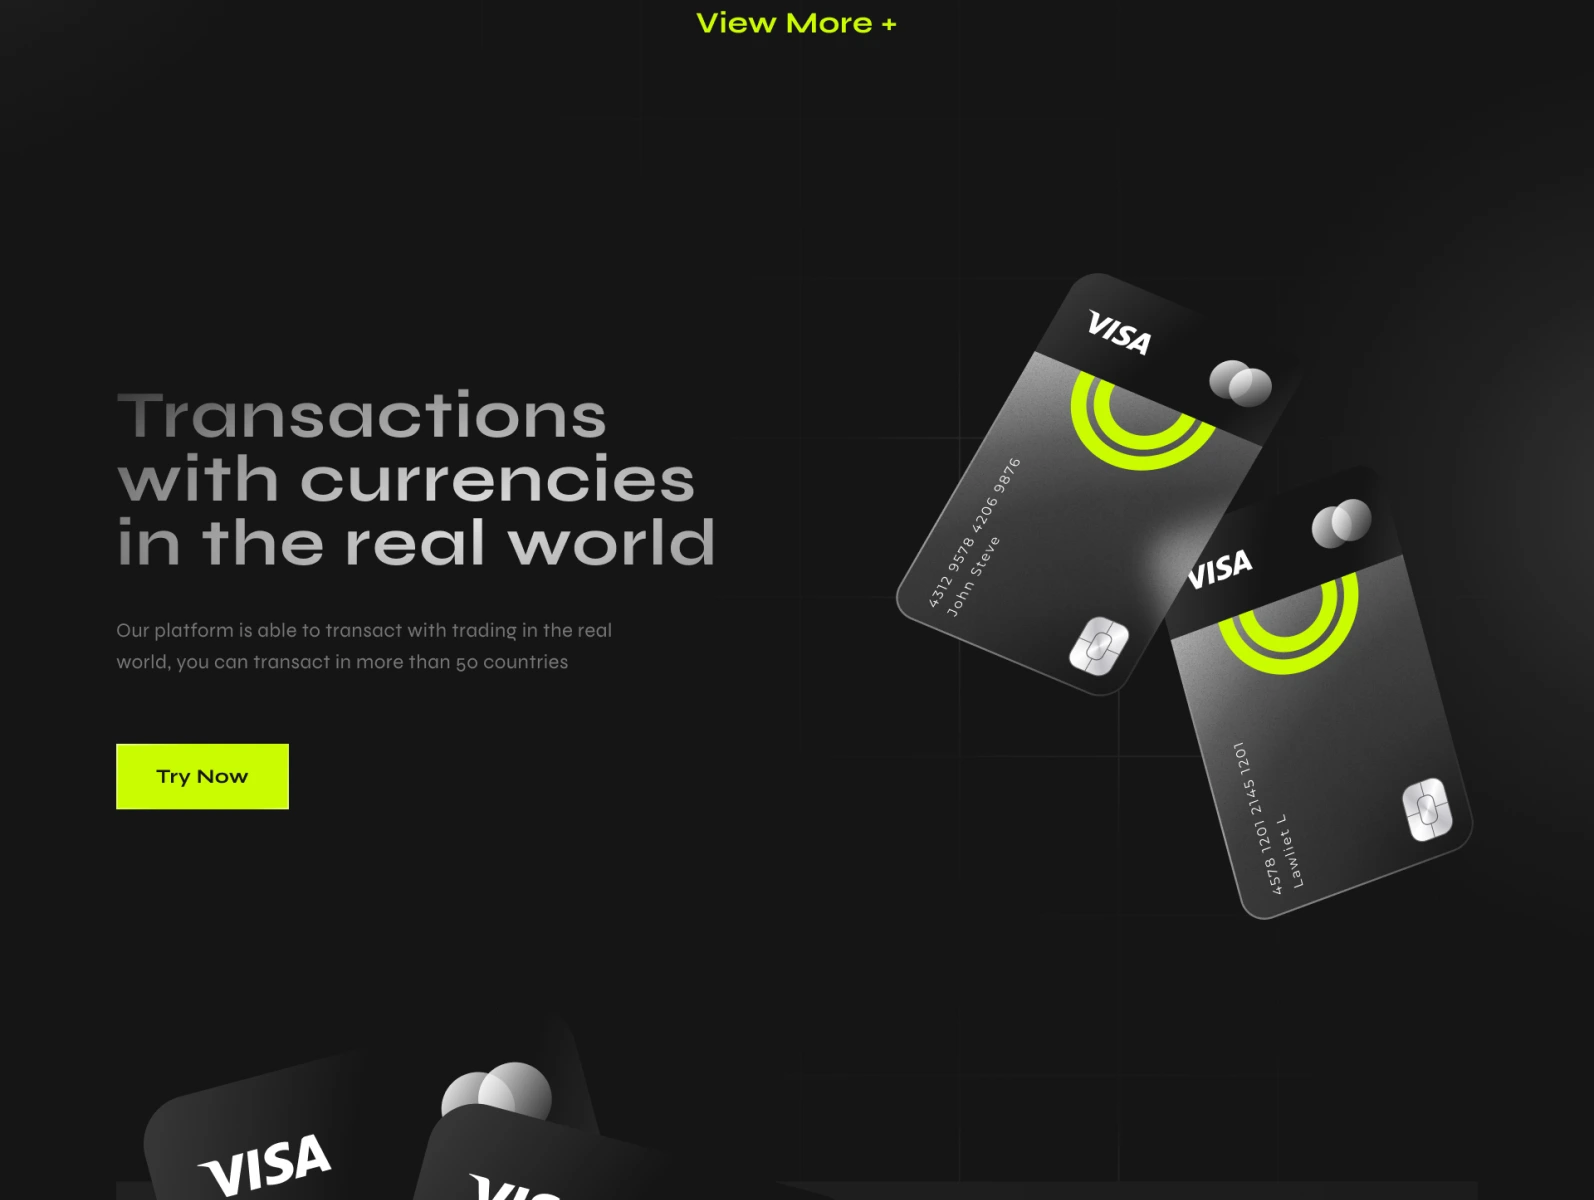 View More +
Transactions
with currencies
in the real world
Our platform is able to transact with trading in the real
world, you can transact in more than 50 countries
Try Now
VISA
4312 9578 4206 9876
John Steve
VISA
4578 1201 2145 1201
Lawliet L
VISA
VISA